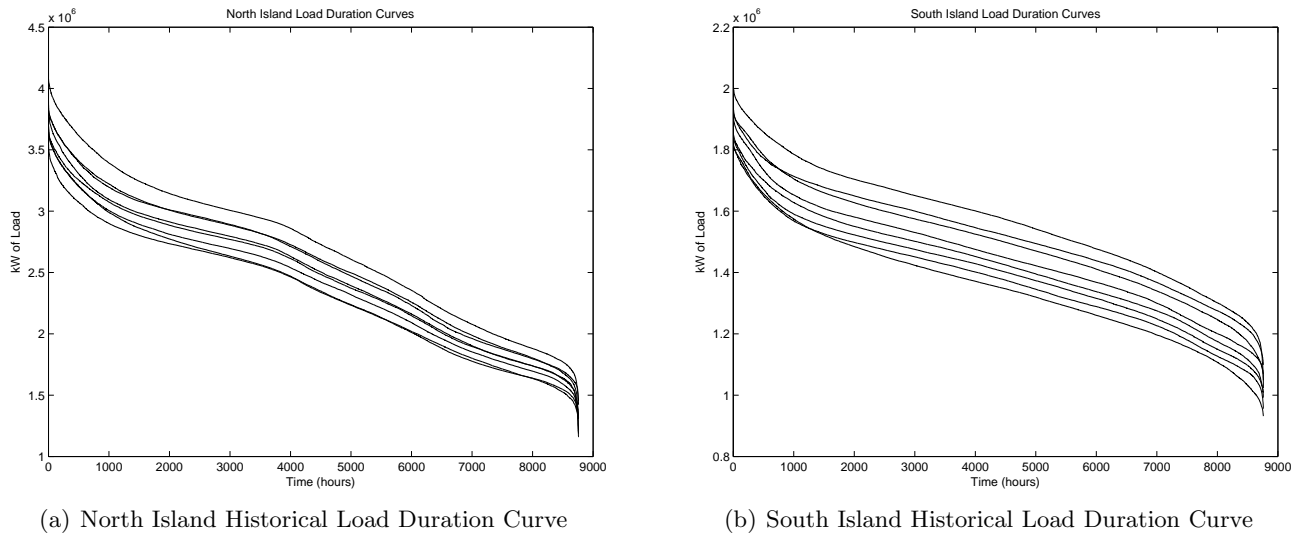 North Island Load Duration Curves
x 10^6
4.5
4
3.5
3
2.5
2
1.5
1
kW of Load
0 1000 2000 3000 4000 5000 6000 7000 8000 9000
Time (hours)
(a) North Island Historical Load Duration Curve
South Island Load Duration Curves
x 10^6
2.2
2
1.8
1.6
1.4
1.2
1
0.8
kW of Load
0 1000 2000 3000 4000 5000 6000 7000 8000 9000
Time (hours)
(b) South Island Historical Load Duration Curve